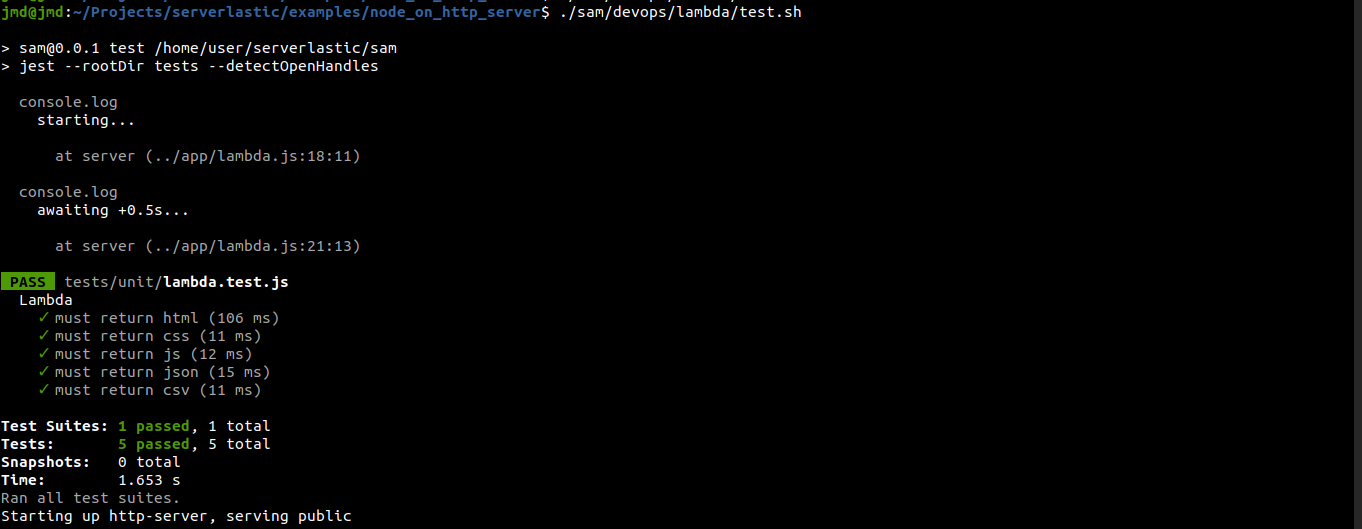 jmd@jmd:~/Projects/serverlastic/examples/node_on_http_server$ ./sam/devops/lambda/test.sh
> sam@0.0.1 test /home/user/serverlastic/sam
> jest --rootDir tests --detectOpenHandles
console.log
starting...
at server (../app/lambda.js:18:11)
console.log
awaiting +0.5s...
at server (../app/lambda.js:21:13)
PASS tests/unit/lambda.test.js
Lambda
✓ must return html (106 ms)
✓ must return css (11 ms)
✓ must return js (12 ms)
✓ must return json (15 ms)
✓ must return csv (11 ms)
Test Suites: 1 passed, 1 total
Tests: 5 passed, 5 total
Snapshots: 0 total
Time: 1.653 s
Ran all test suites.
Starting up http-server, serving public